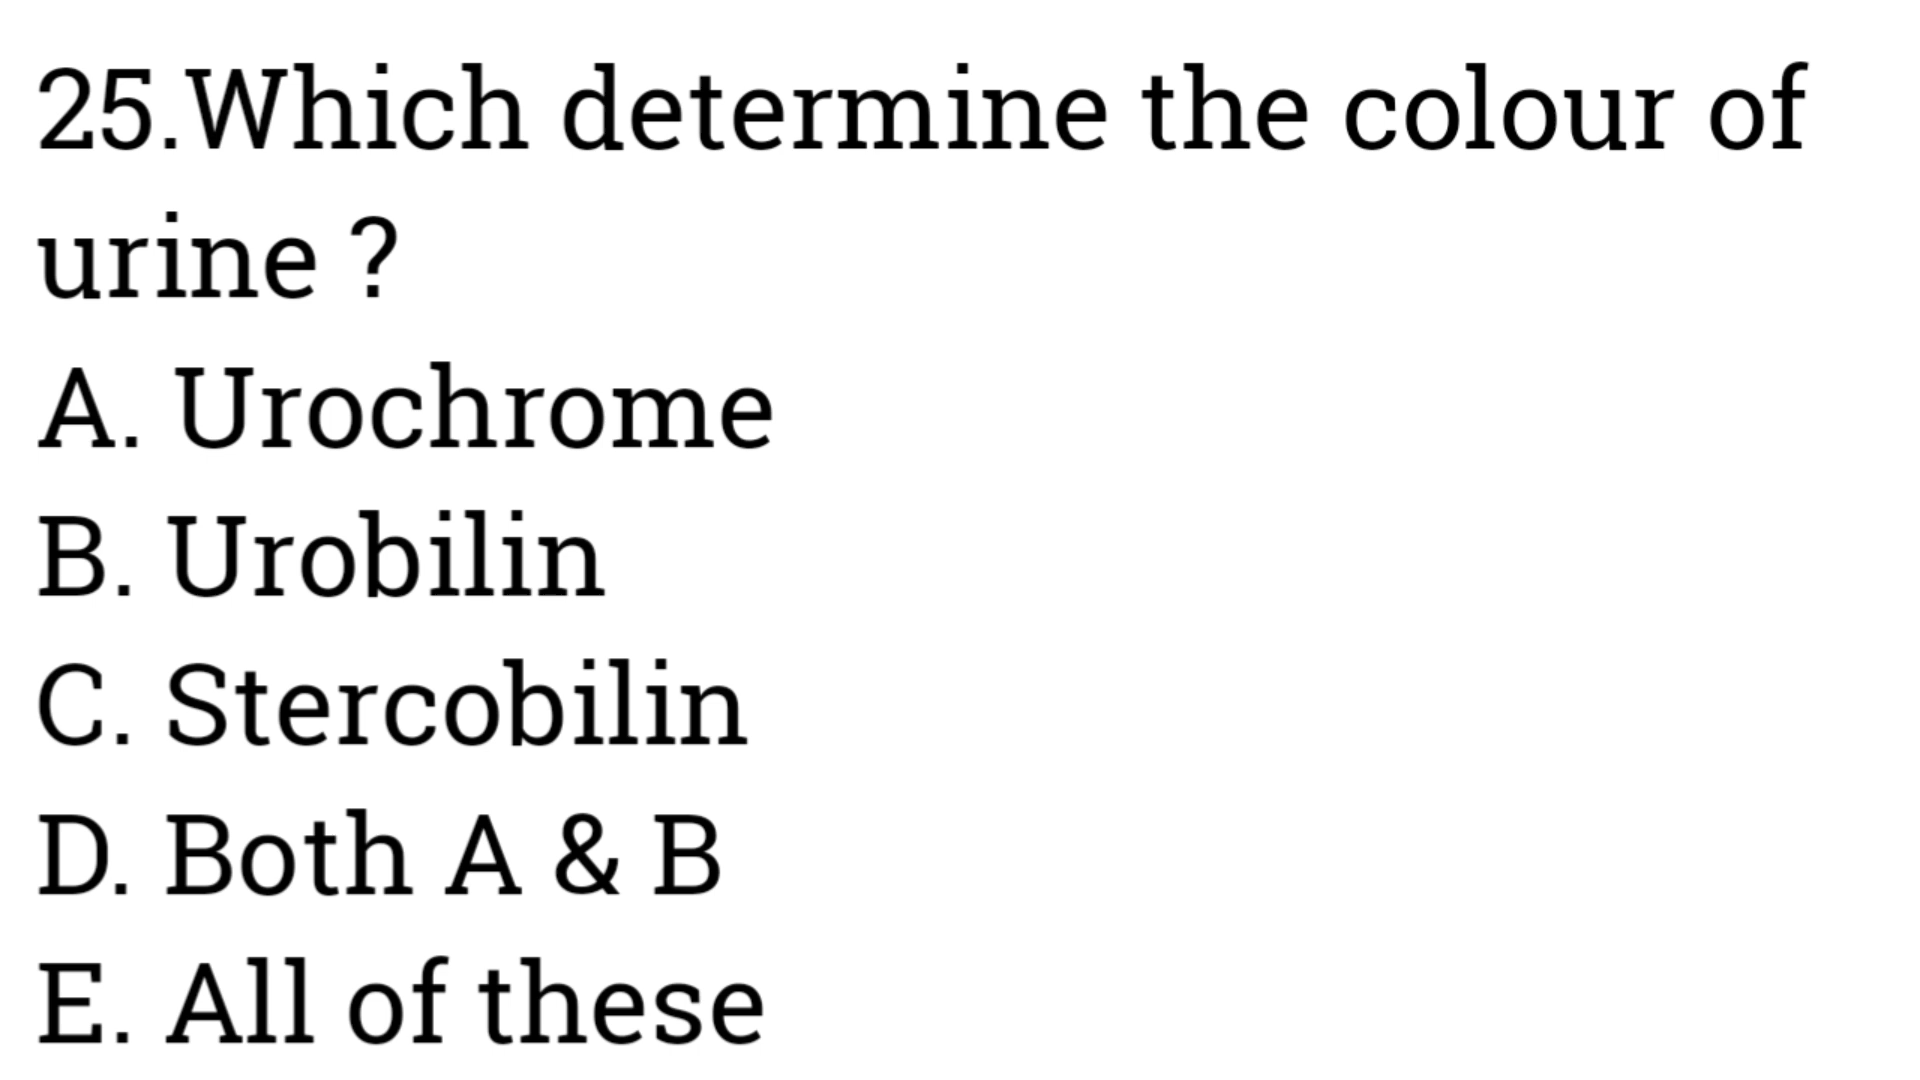 25.Which determine the colour of
urine ?
A. Urochrome
B. Urobilin
C. Stercobilin
D. Both A & B
E. All of these